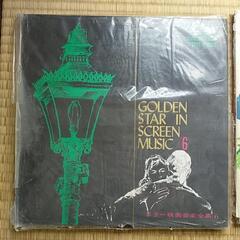 GOLDEN
STAR IN
SCREEN
MUSIC 6